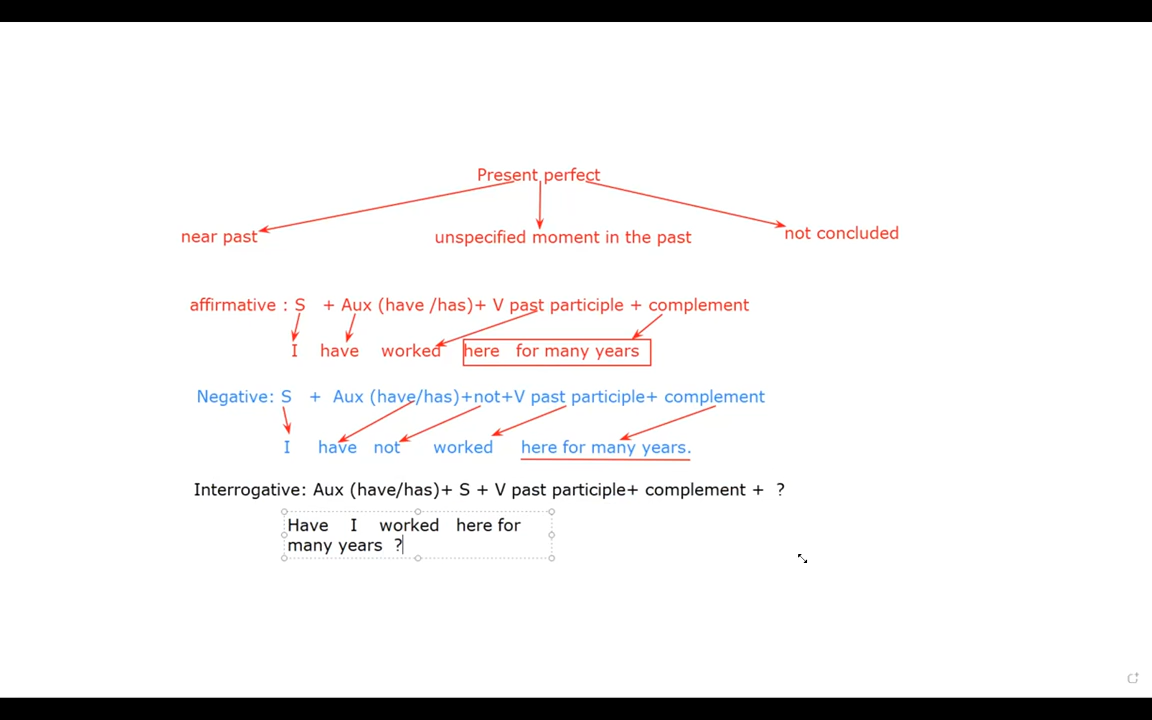 Present perfect
near past unspecified moment in the past not concluded
affirmative : S + Aux (have /has)+ V past participle + complement
I have worked here for many years
Negative: S + Aux (have/has)+not+V past participle+ complement
I have not worked here for many years.
Interrogative: Aux (have/has)+ S + V past participle+ complement + ?
Have I worked here for
many years ?